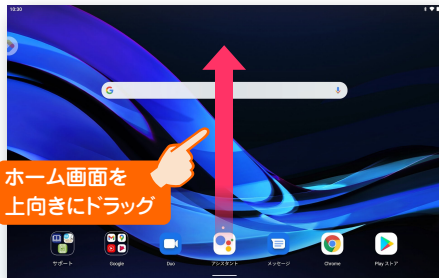 10:30
G
ホーム画面を
上向きにドラッグ
サポート
Google
Duo
アシスタント
メッセージ
Chrome
Play ストア